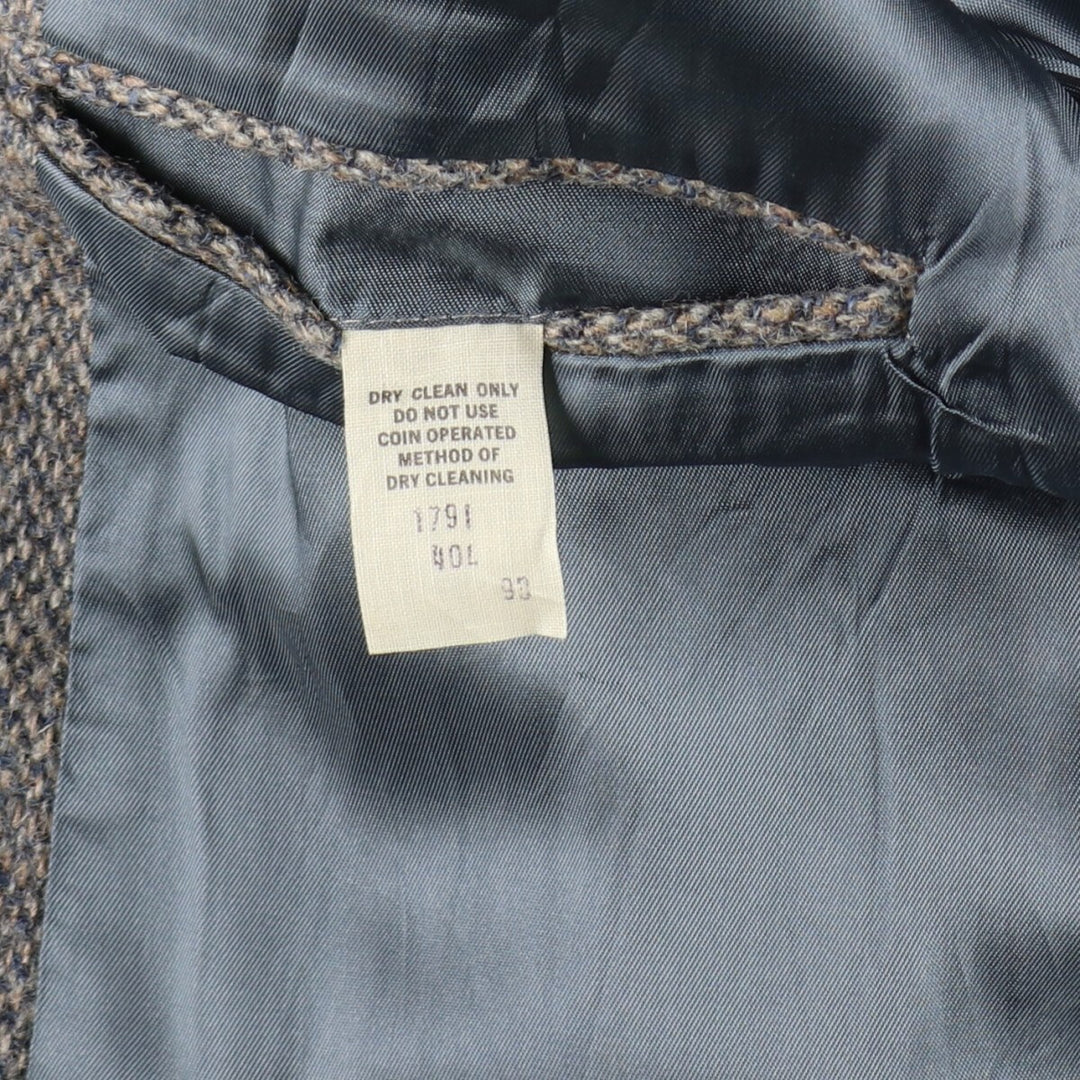 DRY CLEAN ONLY
DO NOT USE
COIN OPERATED
METHOD OF
DRY CLEANING
1791
40L